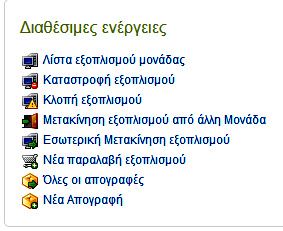 Διαθέσιμες ενέργειες
Λίστα εξοπλισμού μονάδας
Καταστροφή εξοπλισμού
Κλοπή εξοπλισμού
Μετακίνηση εξοπλισμού από άλλη Μονάδα
Εσωτερική Μετακίνηση εξοπλισμού
Νέα παραλαβή εξοπλισμού
Όλες οι απογραφές
Νέα Απογραφή